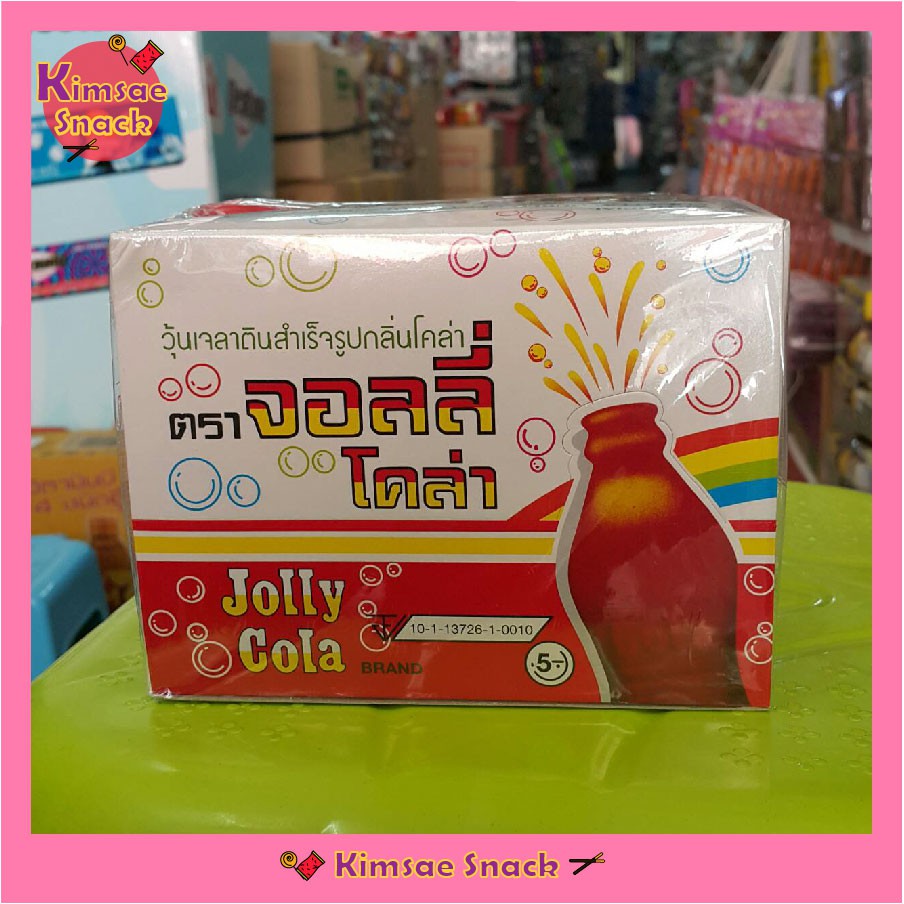 Kimsae
Snack
วุ้นเจลาตินสำเร็จรูปกลิ่นโคล่า
ตรา จอลลี่
โคล่า
Jolly
Cola
BRAND
10-1-13726-1-0010
5.-
Kimsae Snack